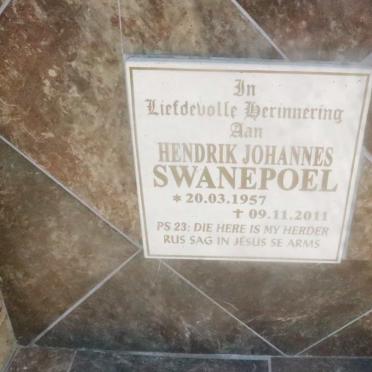 In
Liefdevolle Herinnering
Aan
HENDRIK JOHANNES
SWANEPOEL
* 20.03.1957
† 09.11.2011
PS 23: DIE HERE IS MY HERDER
RUS SAG IN JESUS SE ARMS